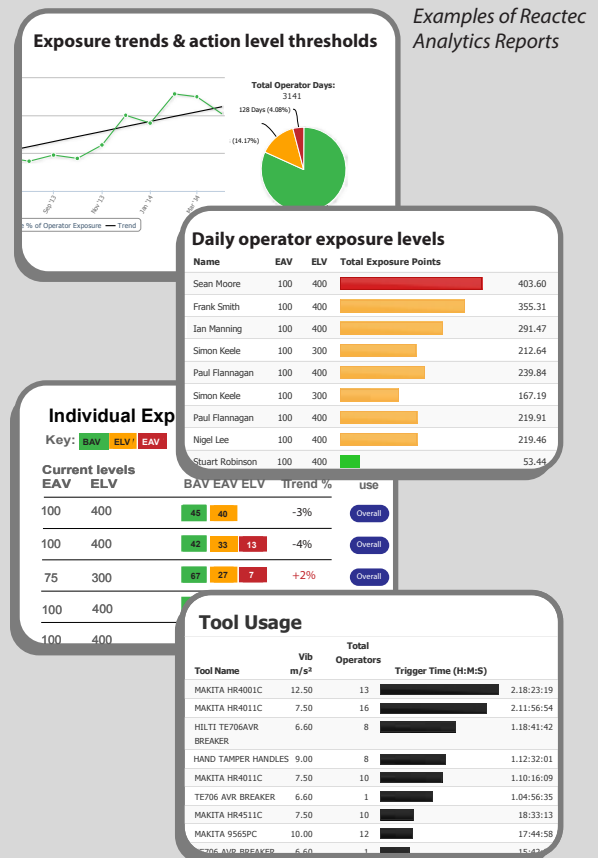 Examples of Reactec
Analytics Reports
Exposure trends & action level thresholds
Total Operator Days:
3141
128 Days (4.08%)
(14.17%)
Sep '13
Nov '13
Jan '14
Mar '14
% of Operator Exposure Trend
Daily operator exposure levels
Name EAV ELV Total Exposure Points
Sean Moore 100 400 403.60
Frank Smith 100 400 355.31
Ian Manning 100 400 291.47
Simon Keele 100 300 212.64
Paul Flannagan 100 400 239.84
Simon Keele 100 300 167.19
Paul Flannagan 100 400 219.91
Nigel Lee 100 400 219.46
Stuart Robinson 100 400 53.44
Individual Exp
Key: BAV ELV EAV
Current levels
EAV ELV BAV EAV ELV Trend % use
100 400 45 40 -3% Overall
100 400 42 33 13 -4% Overall
75 300 67 27 7 +2% Overall
100 400
100 400
Tool Usage
Tool Name Vib m/s² Total Operators Trigger Time (H:M:S)
MAKITA HR4001C 12.50 13 2.18:23:19
MAKITA HR4011C 7.50 16 2.11:56:54
HILTI TE706AVR 6.60 8 1.18:41:42
BREAKER
HAND TAMPER HANDLES 9.00 8 1.12:32:01
MAKITA HR4011C 7.50 10 1.10:16:09
TE706 AVR BREAKER 6.60 1 1.04:56:35
MAKITA HR4511C 7.50 10 18:33:13
MAKITA 9565PC 10.00 12 17:44:58
TE706 AVR BREAKER 6.60 1